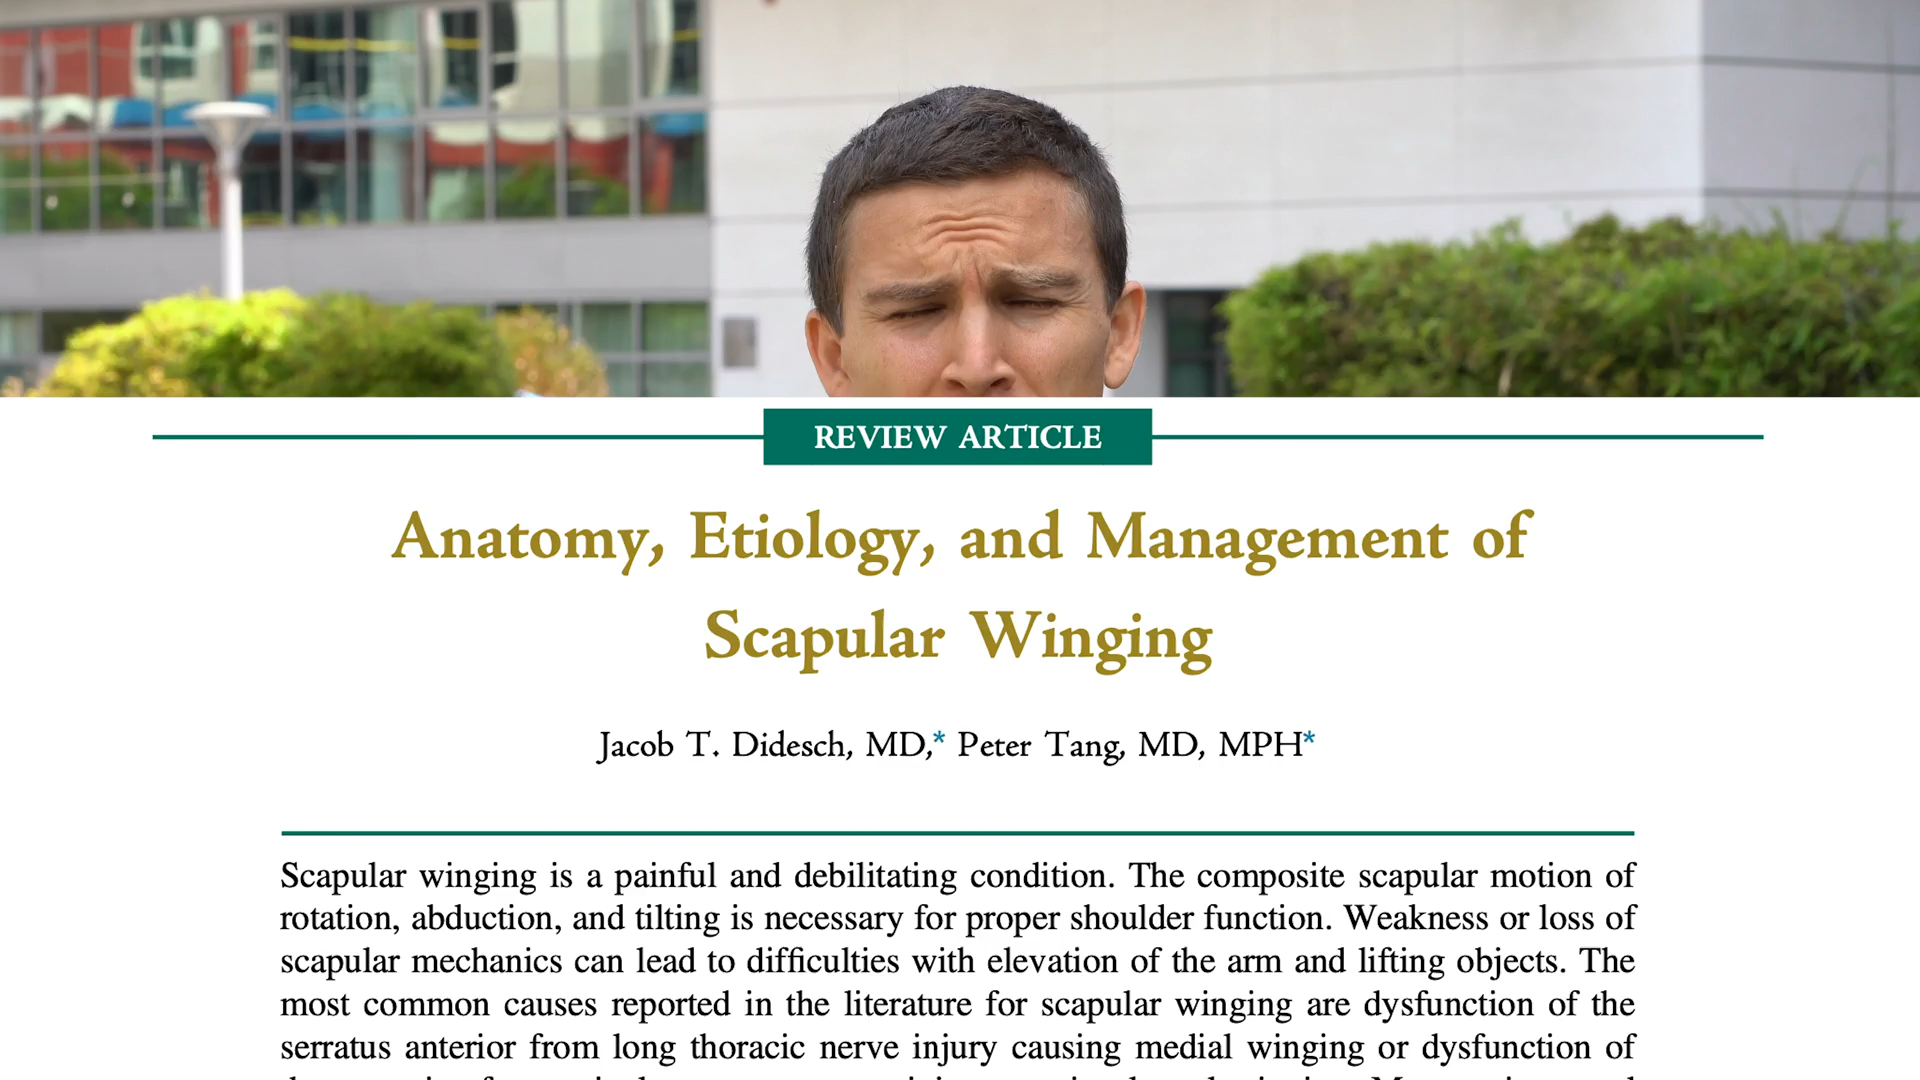 REVIEW ARTICLE
Anatomy, Etiology, and Management of
Scapular Winging
Jacob T. Didesch, MD,* Peter Tang, MD, MPH*
Scapular winging is a painful and debilitating condition. The composite scapular motion of
rotation, abduction, and tilting is necessary for proper shoulder function. Weakness or loss of
scapular mechanics can lead to difficulties with elevation of the arm and lifting objects. The
most common causes reported in the literature for scapular winging are dysfunction of the
serratus anterior from long thoracic nerve injury causing medial winging or dysfunction of